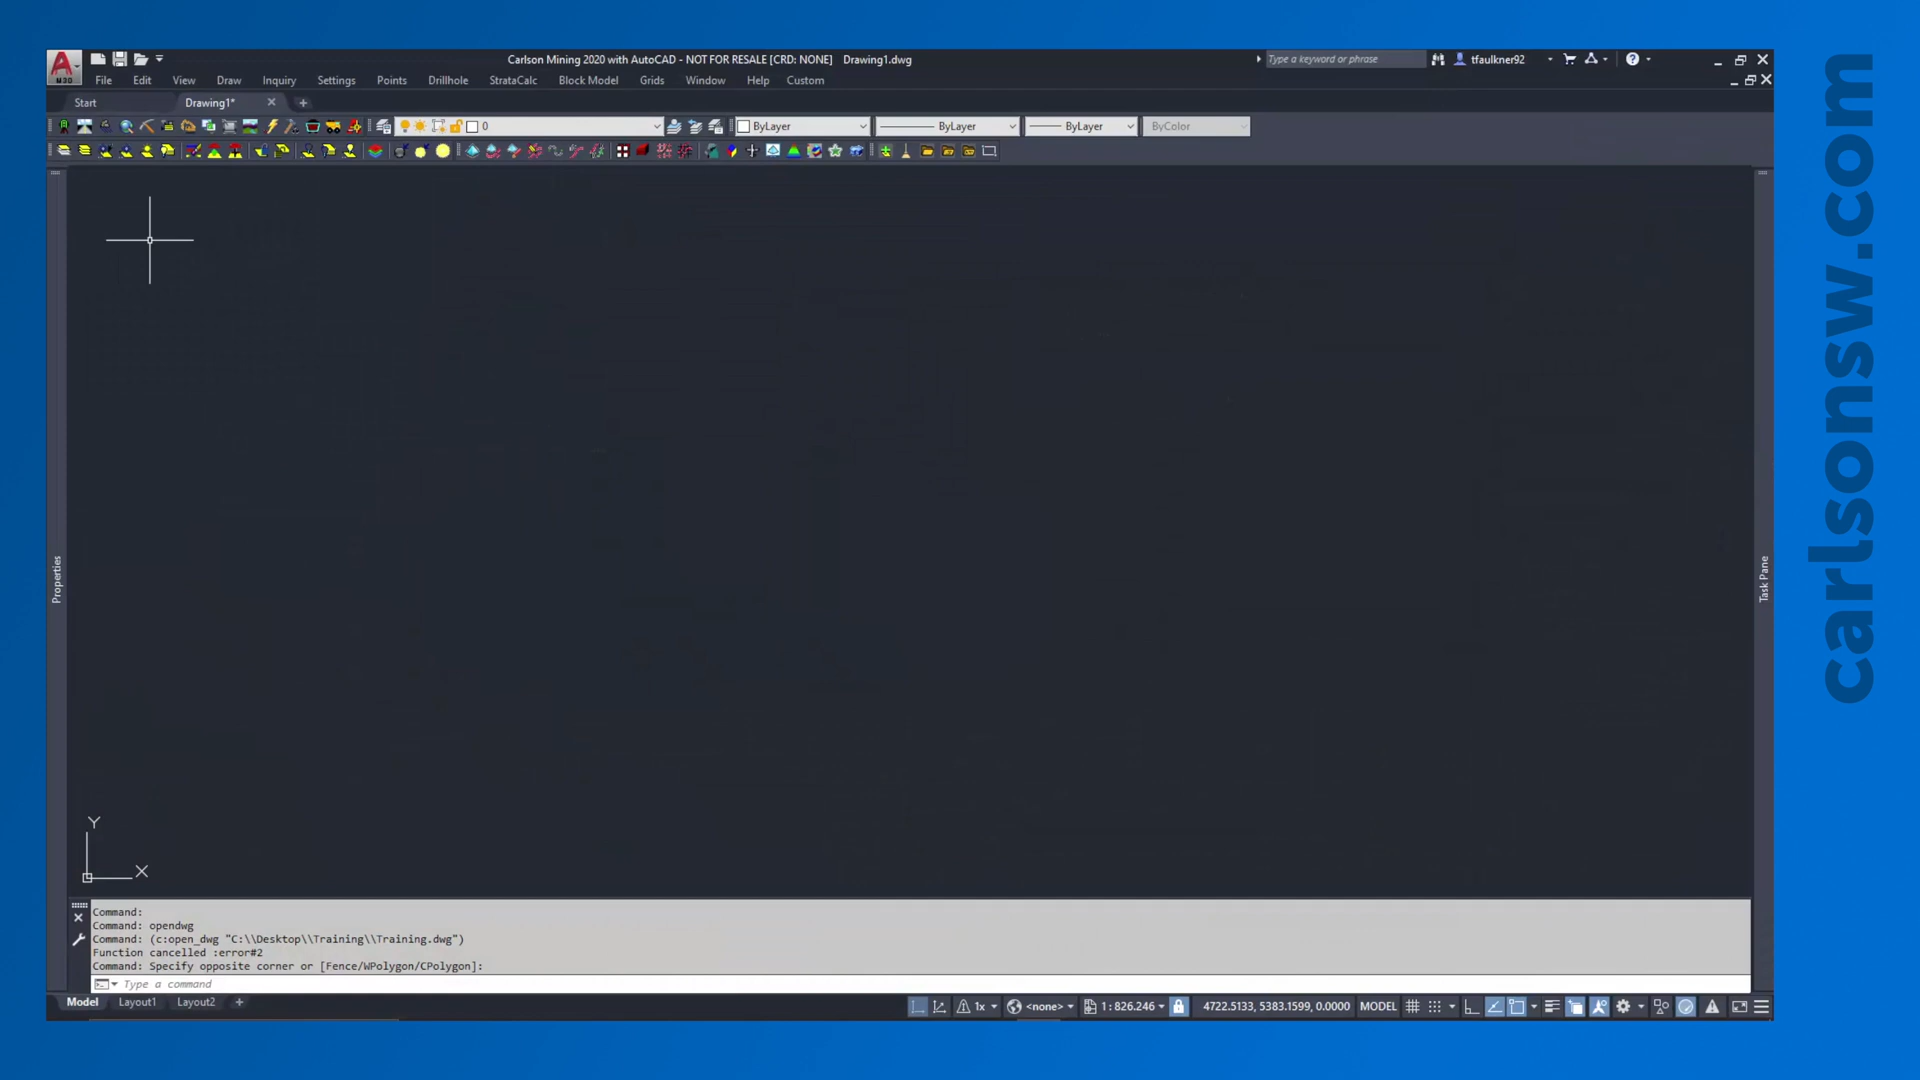 Carlson Mining 2020 with AutoCAD - NOT FOR RESALE [CRD: NONE] Drawing1.dwg
Type a keyword or phrase
tfaulkner92
M20
File Edit View Draw Inquiry Settings Points Drillhole StrataCalc Block Model Grids Window Help Custom
Start Drawing1*
0 ByLayer ByLayer ByLayer ByColor
Properties
Task Pane
Y
X
Command:
Command: opendwg
Command: (c:open_dwg "C:\\Desktop\\Training\\Training.dwg")
Function cancelled :error#2
Command: Specify opposite corner or [Fence/WPolygon/CPolygon]:
Type a command
Model Layout1 Layout2 +
1x <none> 1 : 826.246 4722.5133, 5383.1599, 0.0000 MODEL
carlsonsw.com